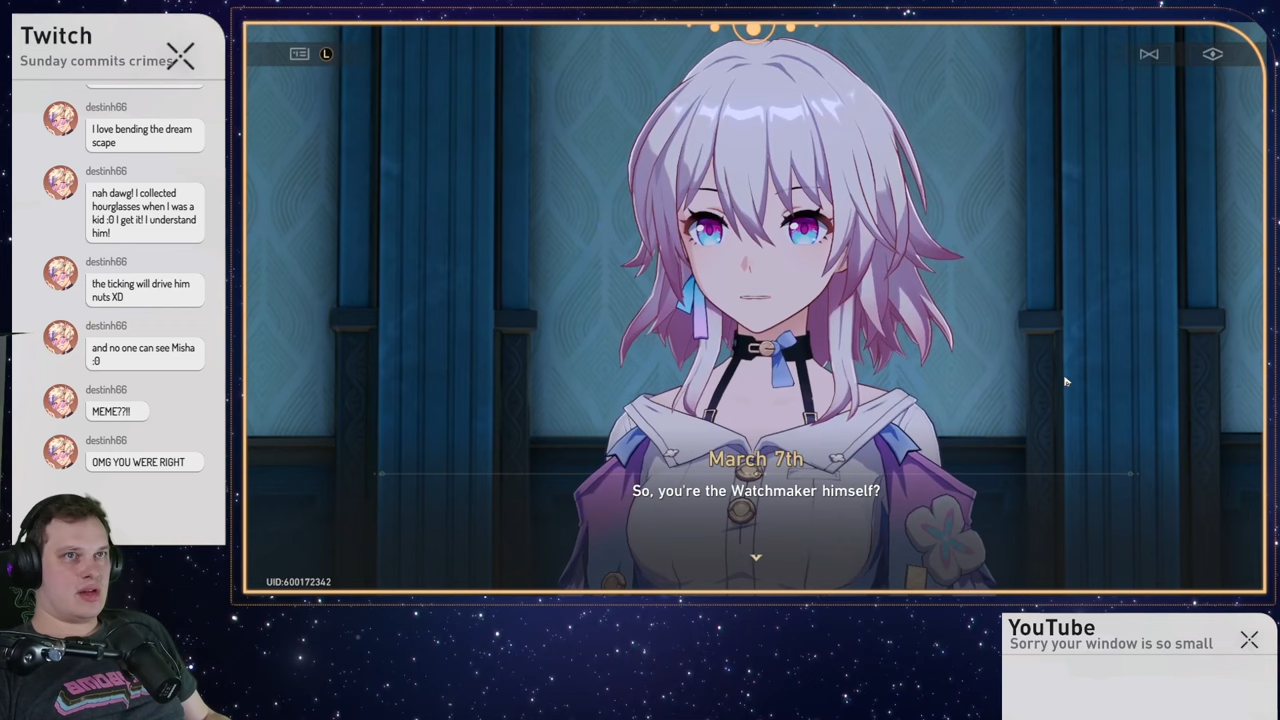 Twitch
Sunday commits crimes
destinh66
I love bending the dream
scape
destinh66
nah dawg! I collected
hourglasses when I was a
kid :0 I get it! I understand
him!
destinh66
the ticking will drive him
nuts XD
destinh66
and no one can see Misha
:0
destinh66
MEME??!!
destinh66
OMG YOU WERE RIGHT
L
March 7th
So, you're the Watchmaker himself?
UID:600172342
YouTube
Sorry your window is so small